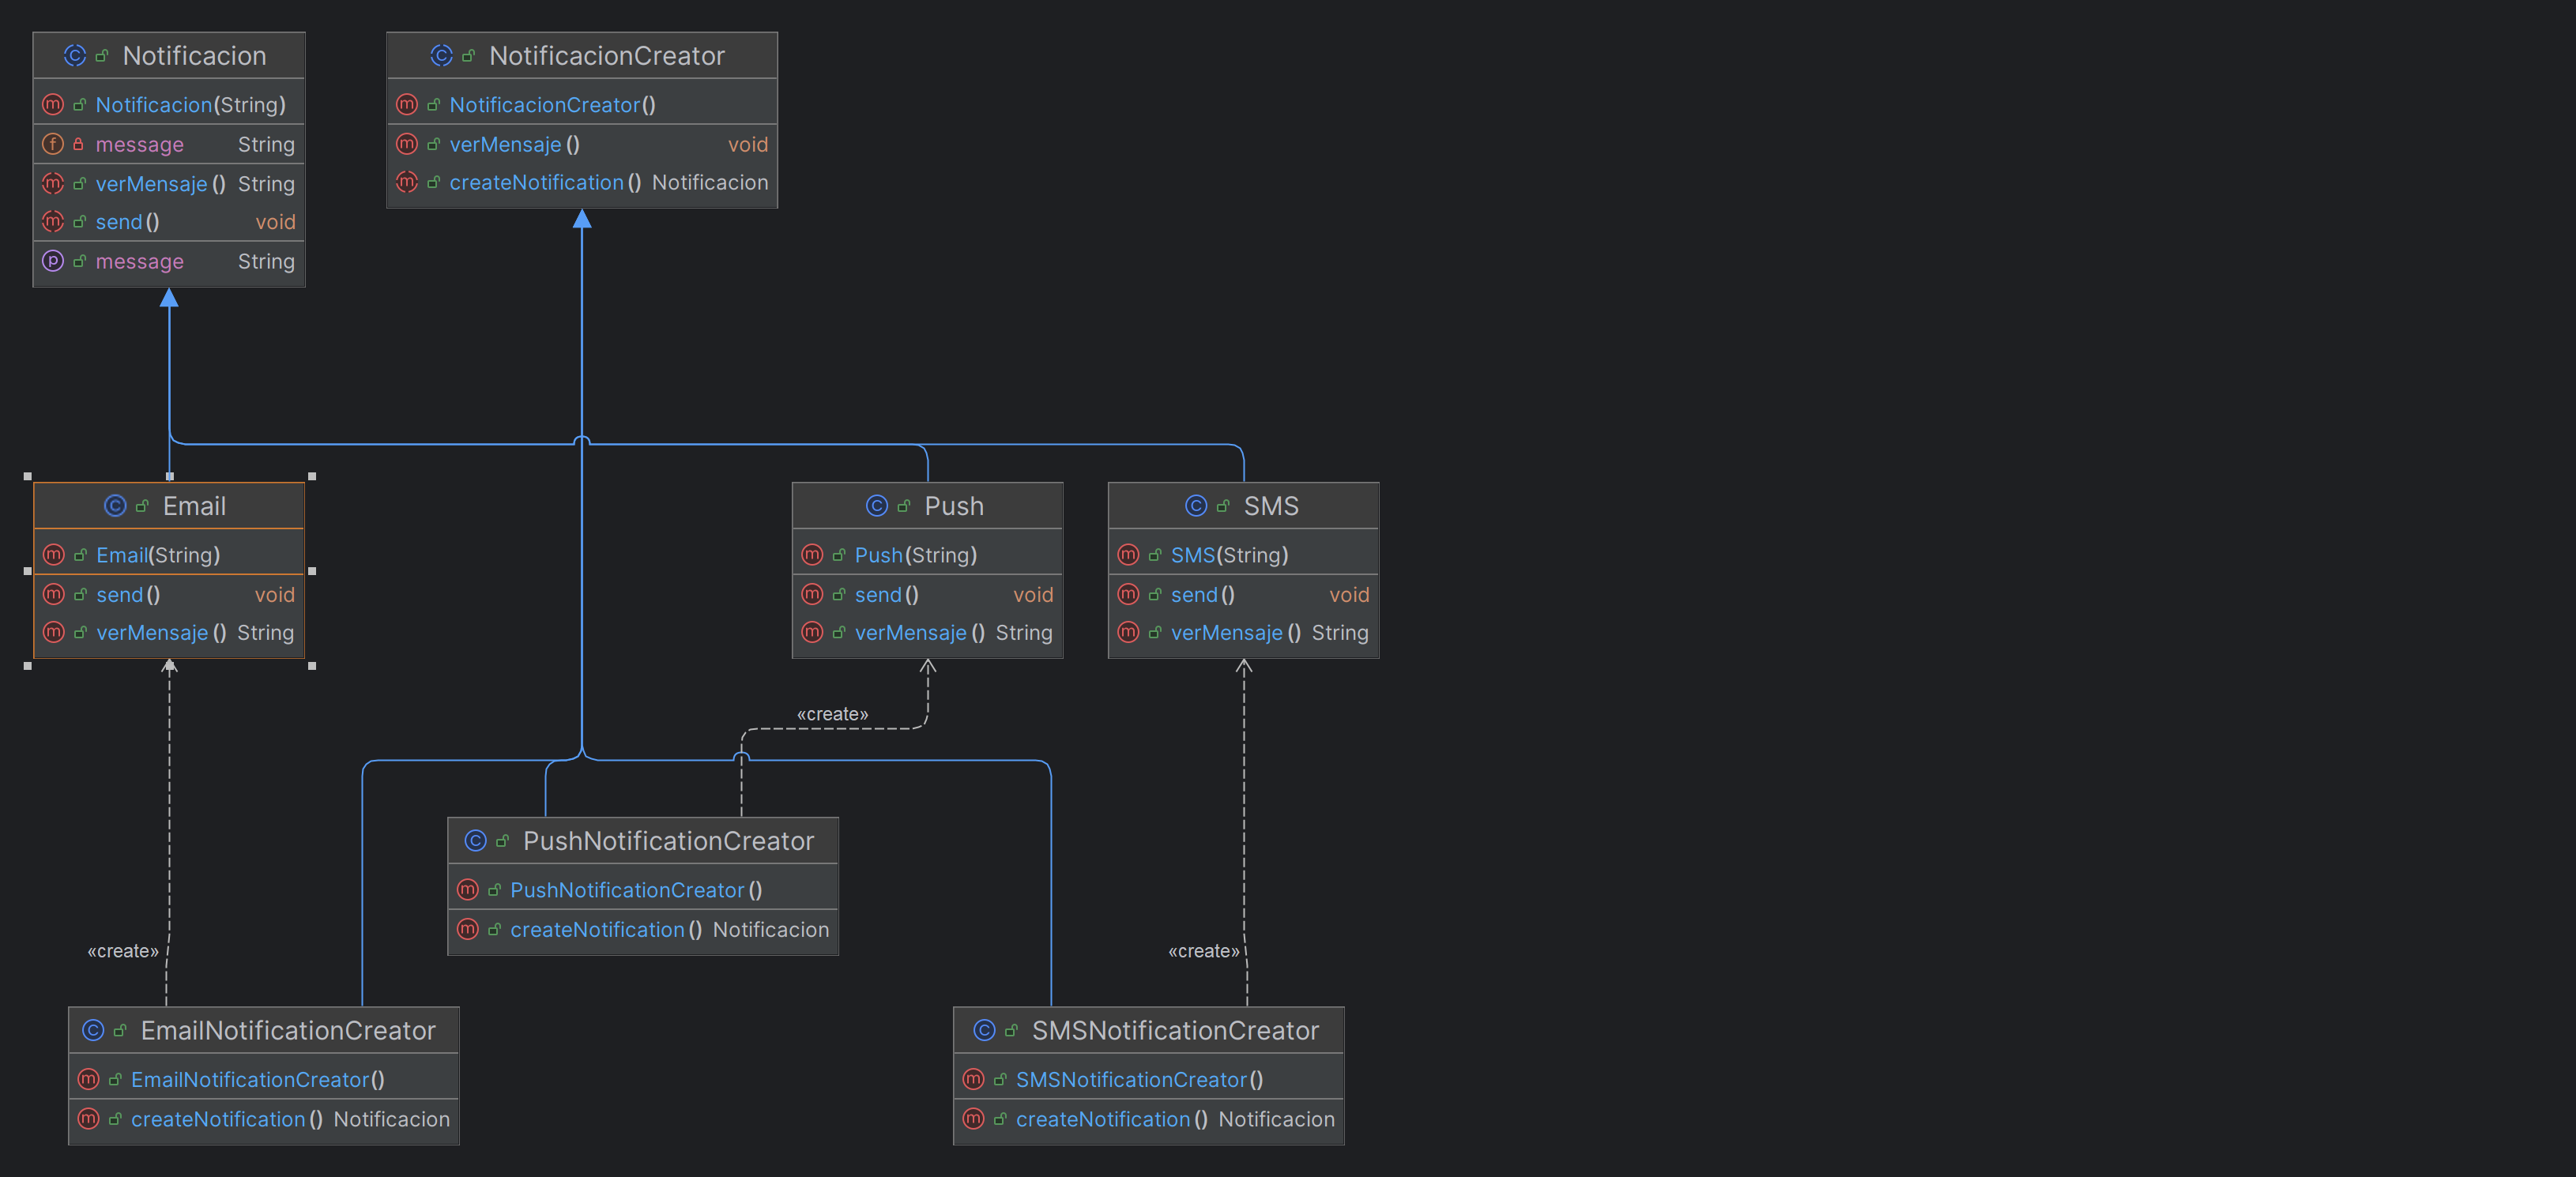 Notificacion
Notificacion(String)
message String
verMensaje() String
send() void
message String
NotificacionCreator
NotificacionCreator()
verMensaje() void
createNotification() Notificacion
Email
Email(String)
send() void
verMensaje() String
Push
Push(String)
send() void
verMensaje() String
SMS
SMS(String)
send() void
verMensaje() String
«create»
PushNotificationCreator
PushNotificationCreator()
createNotification() Notificacion
«create»
«create»
EmailNotificationCreator
EmailNotificationCreator()
createNotification() Notificacion
SMSNotificationCreator
SMSNotificationCreator()
createNotification() Notificacion